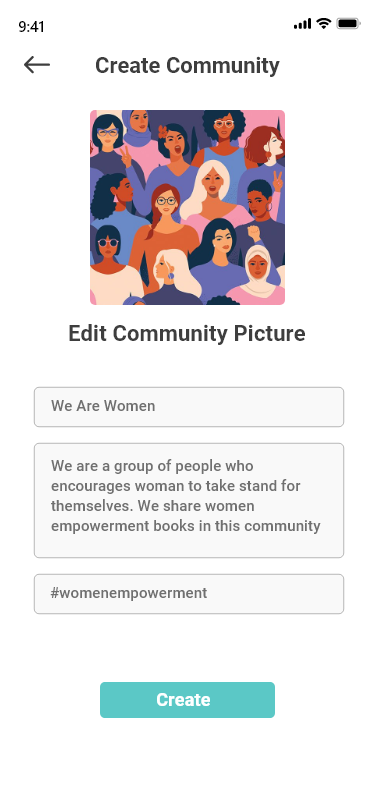 9:41
Create Community
Edit Community Picture
We Are Women
We are a group of people who
encourages woman to take stand for
themselves. We share women
empowerment books in this community
#womenempowerment
Create